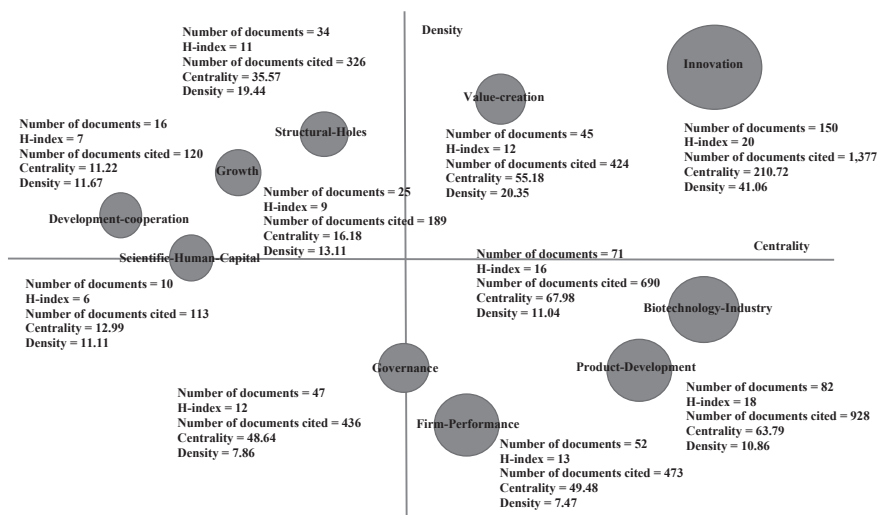 Number of documents = 34
H-index = 11
Number of documents cited = 326
Centrality = 35.57
Density = 19.44
Structural-Holes
Density
Innovation
Number of documents = 150
H-index = 20
Number of documents cited = 1,377
Centrality = 210.72
Density = 41.06
Value-creation
Number of documents = 45
H-index = 12
Number of documents cited = 424
Centrality = 55.18
Density = 20.35
Number of documents = 16
H-index = 7
Number of documents cited = 120
Centrality = 11.22
Density = 11.67
Development-cooperation
Growth
Number of documents = 25
H-index = 9
Number of documents cited = 189
Centrality = 16.18
Density = 13.11
Centrality
Scientific-Human-Capital
Number of documents = 10
H-index = 6
Number of documents cited = 113
Centrality = 12.99
Density = 11.11
Number of documents = 71
H-index = 16
Number of documents cited = 690
Centrality = 67.98
Density = 11.04
Biotechnology-Industry
Product-Development
Number of documents = 82
H-index = 18
Number of documents cited = 928
Centrality = 63.79
Density = 10.86
Governance
Number of documents = 47
H-index = 12
Number of documents cited = 436
Centrality = 48.64
Density = 7.86
Firm-Performance
Number of documents = 52
H-index = 13
Number of documents cited = 473
Centrality = 49.48
Density = 7.47